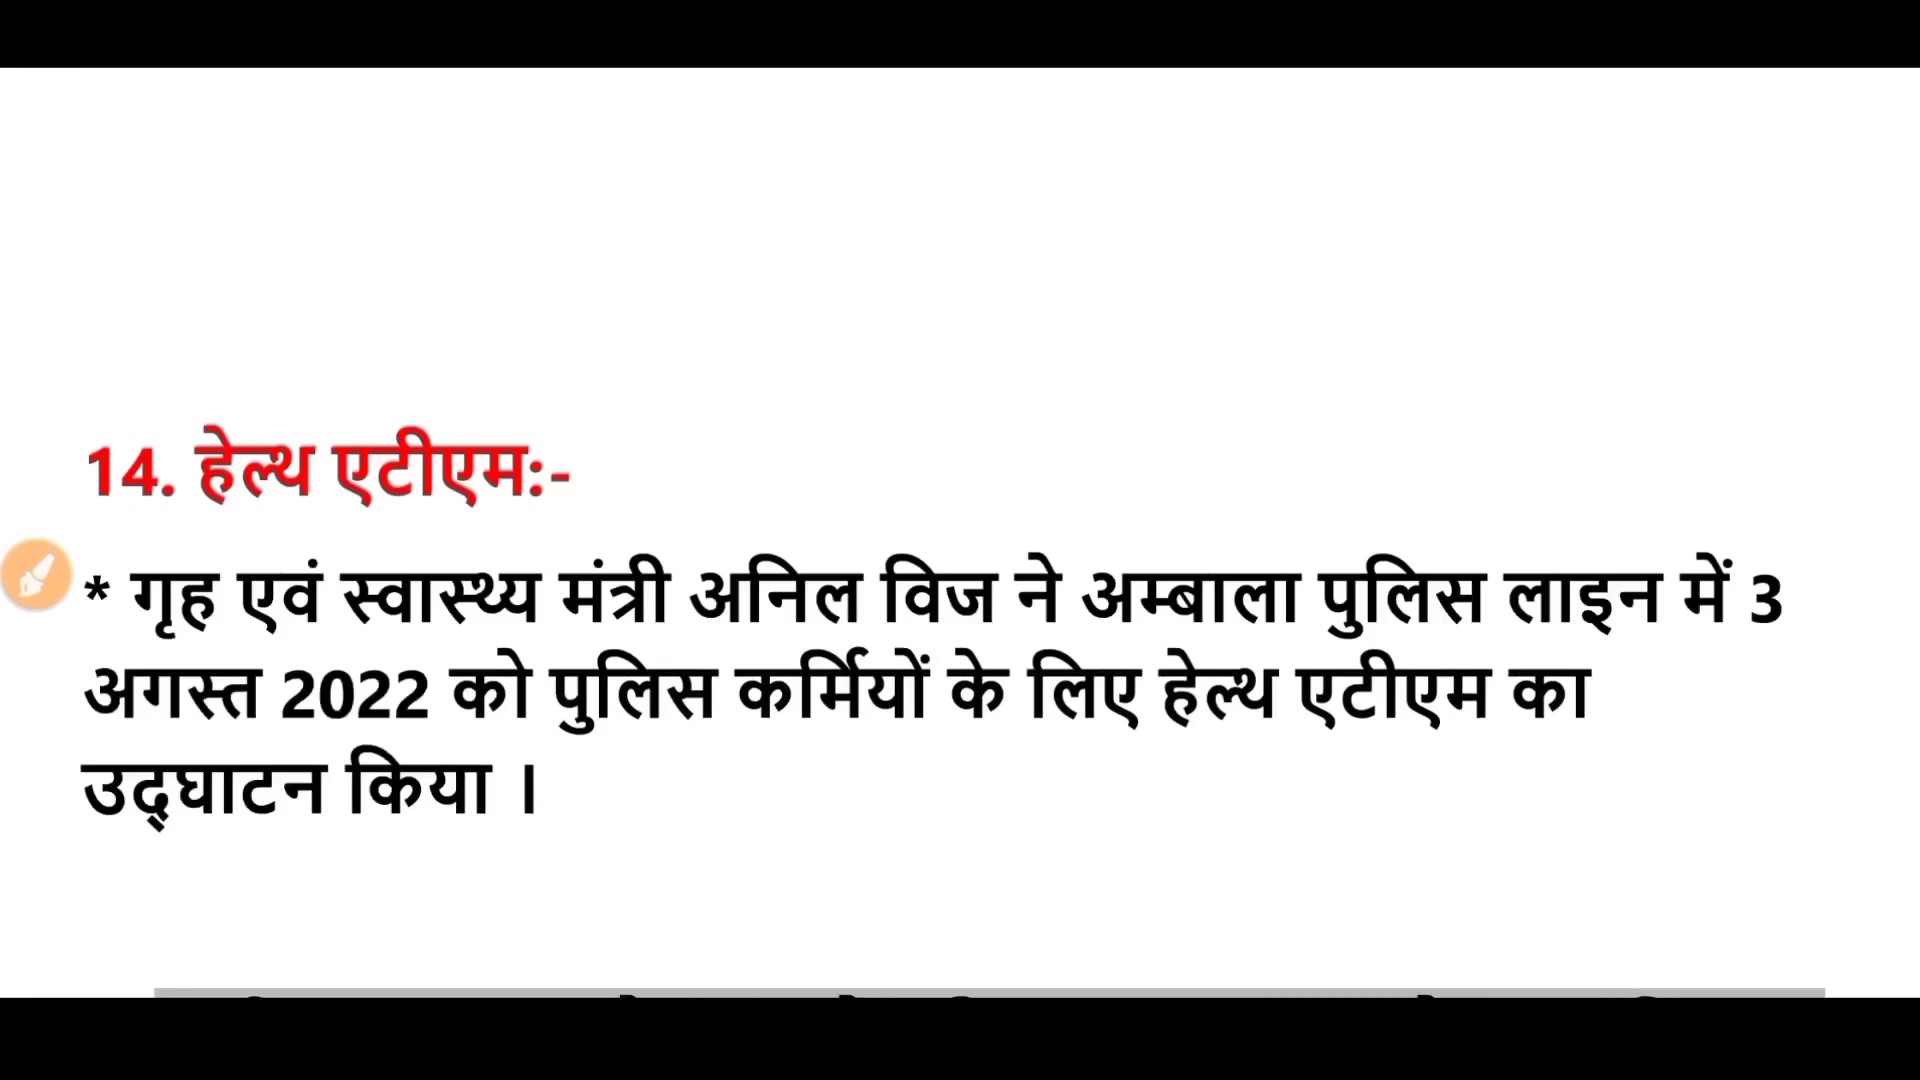 14. हेल्थ एटीएम:-
* गृह एवं स्वास्थ्य मंत्री अनिल विज ने अम्बाला पुलिस लाइन में 3
अगस्त 2022 को पुलिस कर्मियों के लिए हेल्थ एटीएम का
उद्घाटन किया ।